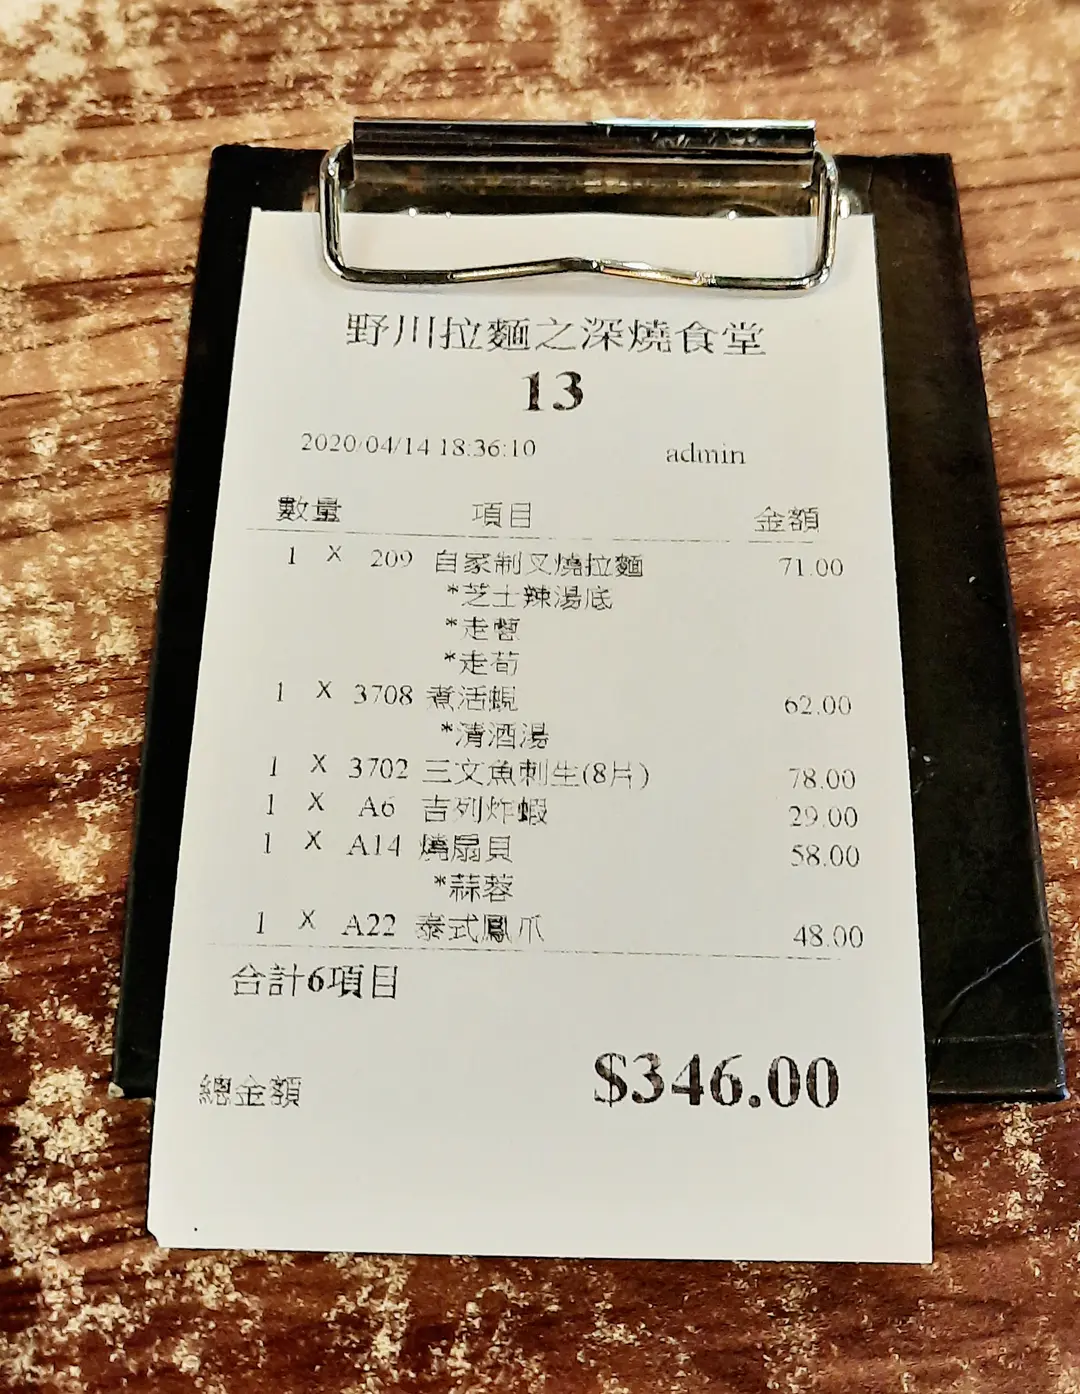 野川拉麵之深燒食堂
13
2020/04/14 18:36:10 admin
數量 項目 金額
1 X 209 自家制叉燒拉麵 71.00
*芝士辣湯底
*走蔥
*走荀
1 X 3708 煮活蜆 62.00
*清酒湯
1 X 3702 三文魚刺生(8片) 78.00
1 X A6 吉列炸蝦 29.00
1 X A14 燒扇貝 58.00
*蒜蓉
1 X A22 泰式鳳爪 48.00
合計6項目
總金額 $346.00